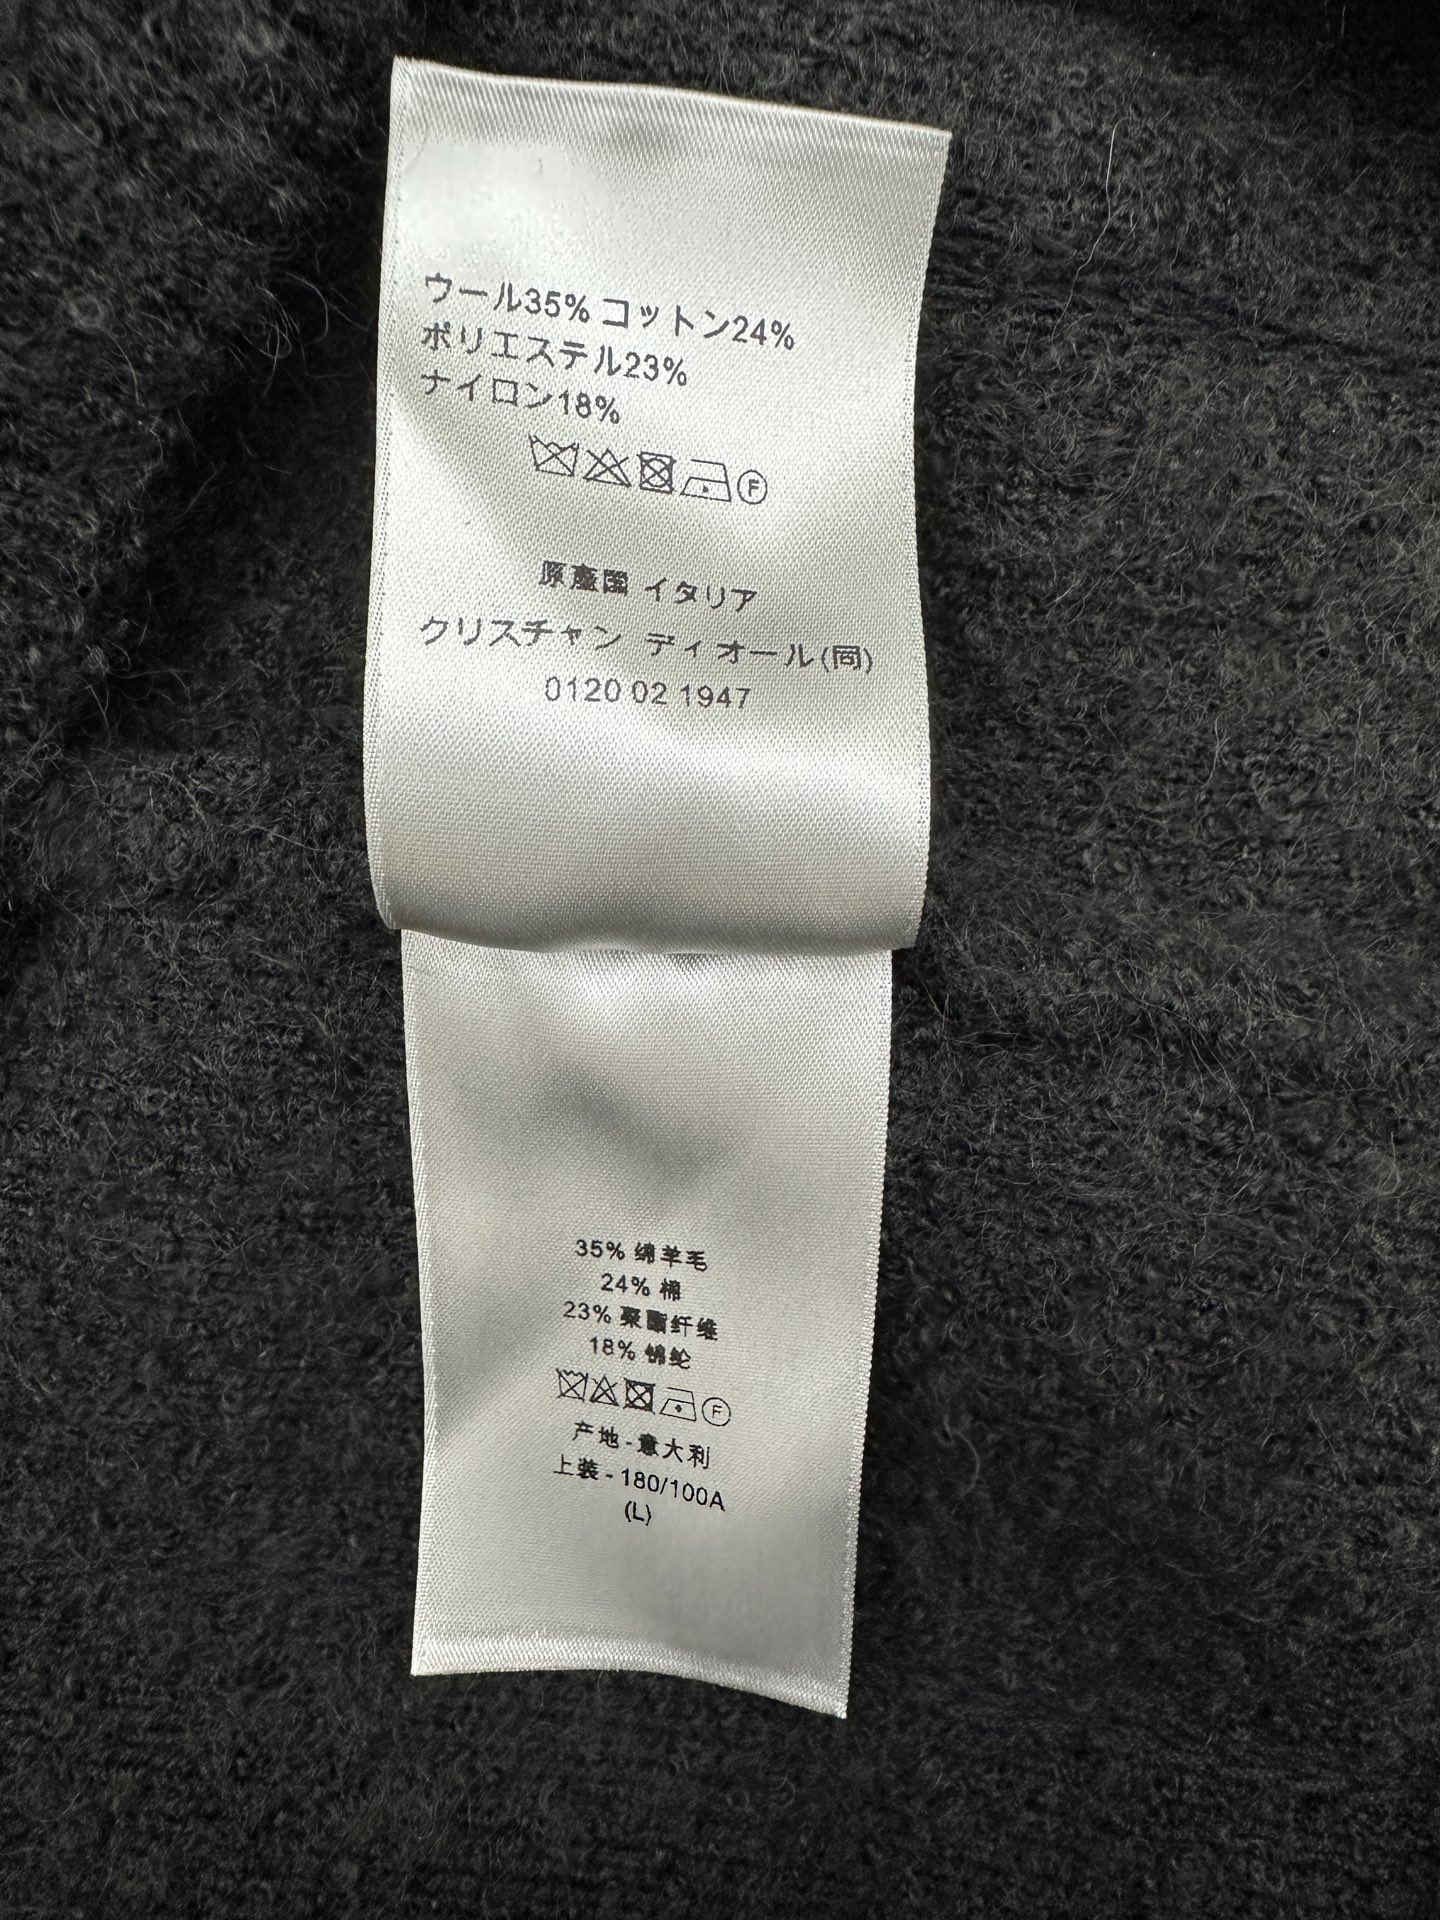 ウール35% コットン24%
ポリエステル23%
ナイロン18%
F
原産国 イタリア
クリスチャン ディオール(同)
0120 02 1947
35% 绵羊毛
24% 棉
23% 聚酯纤维
18% 锦纶
F
产地 - 意大利
上装 - 180/100A
(L)